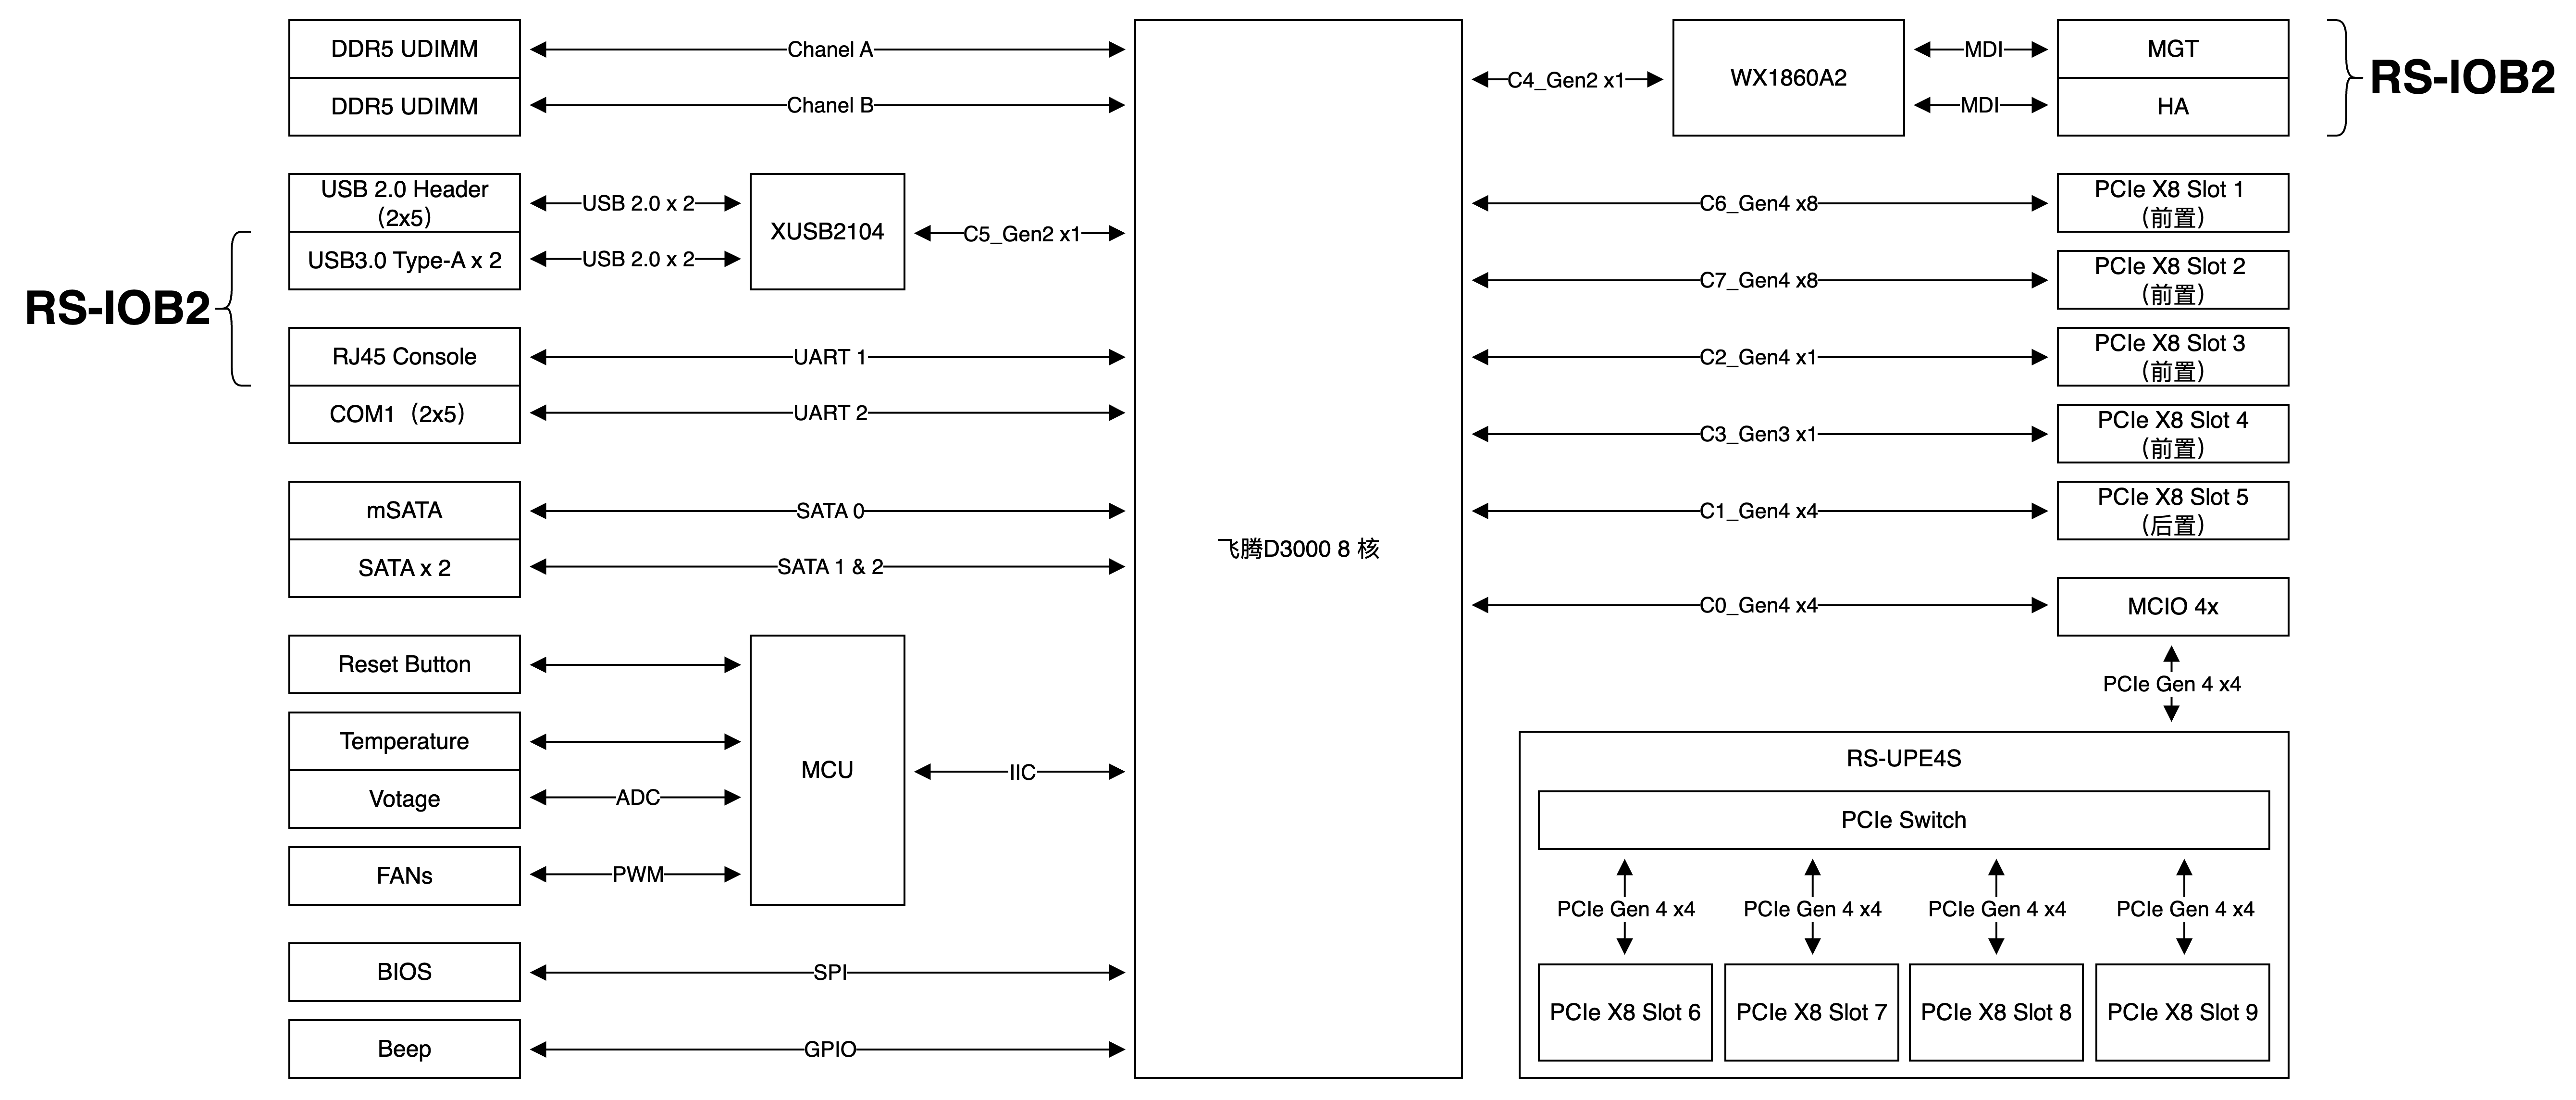 DDR5 UDIMM
Chanel A
DDR5 UDIMM
Chanel B
USB 2.0 Header
（2x5）
USB 2.0 x 2
USB3.0 Type-A x 2
USB 2.0 x 2
XUSB2104
C5_Gen2 x1
RS-IOB2
RJ45 Console
UART 1
COM1（2x5）
UART 2
mSATA
SATA 0
SATA x 2
SATA 1 & 2
Reset Button
Temperature
Votage
ADC
FANs
PWM
MCU
IIC
BIOS
SPI
Beep
GPIO
飞腾D3000 8 核
C4_Gen2 x1
WX1860A2
MDI
MGT
MDI
HA
RS-IOB2
C6_Gen4 x8
PCIe X8 Slot 1
（前置）
C7_Gen4 x8
PCIe X8 Slot 2
（前置）
C2_Gen4 x1
PCIe X8 Slot 3
（前置）
C3_Gen3 x1
PCIe X8 Slot 4
（前置）
C1_Gen4 x4
PCIe X8 Slot 5
（后置）
C0_Gen4 x4
MCIO 4x
PCIe Gen 4 x4
RS-UPE4S
PCIe Switch
PCIe Gen 4 x4
PCIe Gen 4 x4
PCIe Gen 4 x4
PCIe Gen 4 x4
PCIe X8 Slot 6
PCIe X8 Slot 7
PCIe X8 Slot 8
PCIe X8 Slot 9